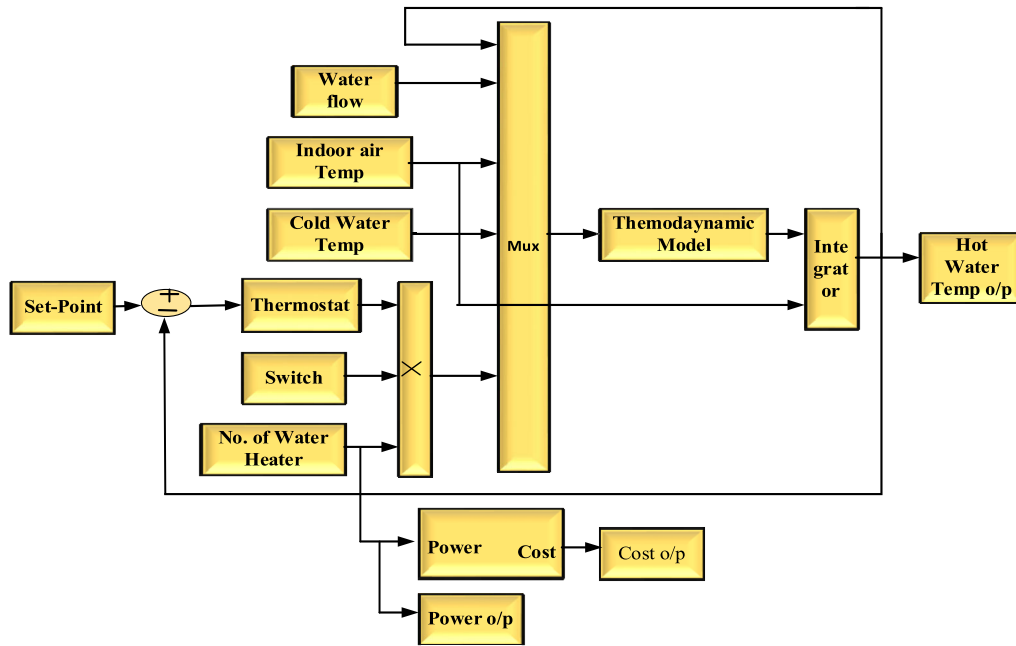 Water
flow
Indoor air
Temp
Cold Water
Temp
Mux
Themodaynamic
Model
Inte
grat
or
Hot
Water
Temp o/p
Set-Point
+
−
Thermostat
Switch
X
No. of Water
Heater
Power
Cost
Cost o/p
Power o/p